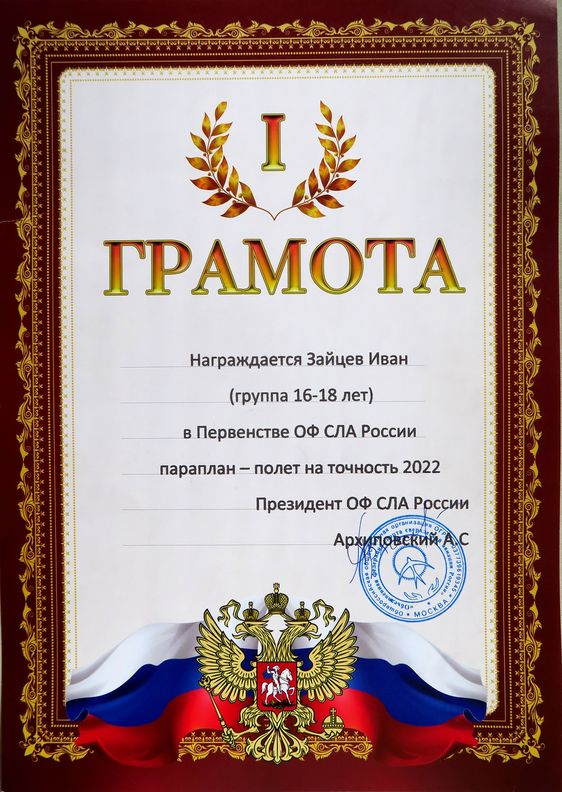 I
ГРАМОТА
Награждается Зайцев Иван
(группа 16-18 лет)
в Первенстве ОФ СЛА России
параплан – полет на точность 2022
Президент ОФ СЛА России
Архиповский А.С
МОСКВА